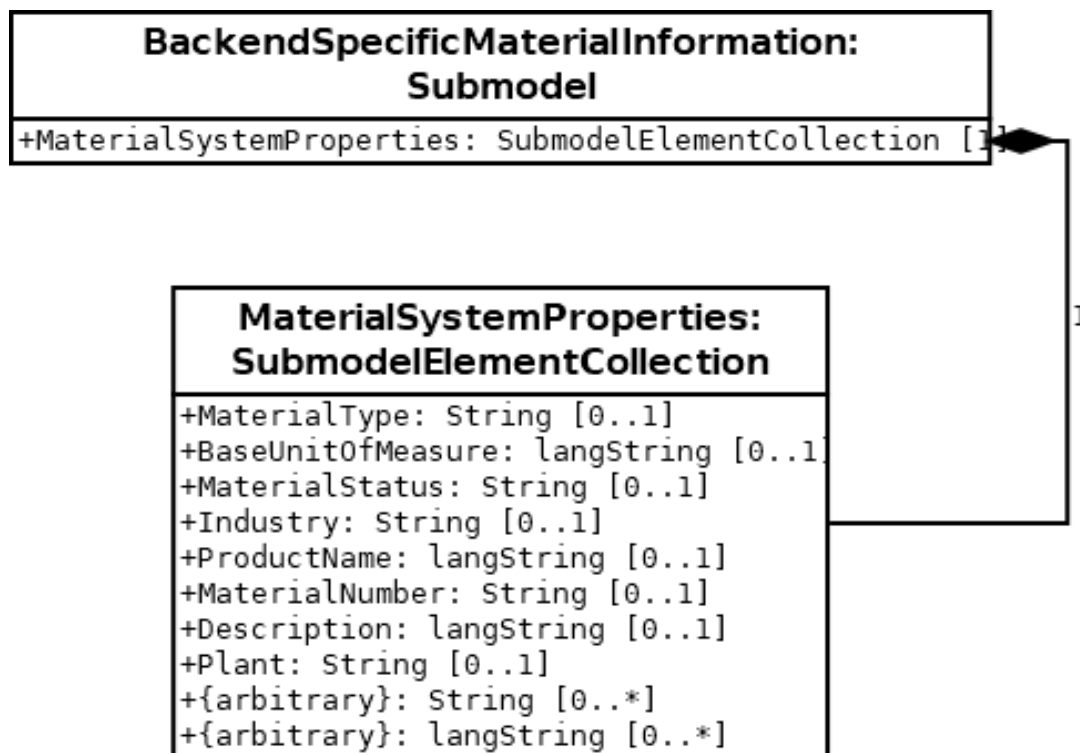 BackendSpecificMaterialInformation:
Submodel
+MaterialSystemProperties: SubmodelElementCollection [1]
1
MaterialSystemProperties:
SubmodelElementCollection
+MaterialType: String [0..1]
+BaseUnitOfMeasure: langString [0..1]
+MaterialStatus: String [0..1]
+Industry: String [0..1]
+ProductName: langString [0..1]
+MaterialNumber: String [0..1]
+Description: langString [0..1]
+Plant: String [0..1]
+{arbitrary}: String [0..*]
+{arbitrary}: langString [0..*]